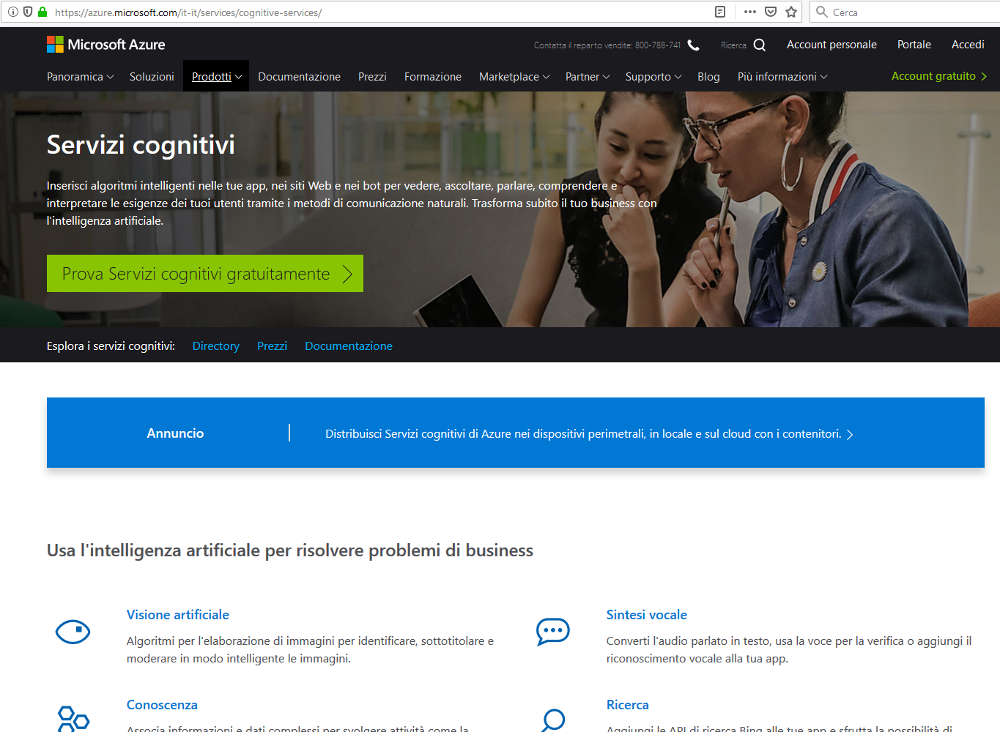 https://azure.microsoft.com/it-it/services/cognitive-services/
Cerca
Microsoft Azure
Contatta il reparto vendite: 800-788-741
Ricerca
Account personale
Portale
Accedi
Panoramica
Soluzioni
Prodotti
Documentazione
Prezzi
Formazione
Marketplace
Partner
Supporto
Blog
Più informazioni
Account gratuito
Servizi cognitivi
Inserisci algoritmi intelligenti nelle tue app, nei siti Web e nei bot per vedere, ascoltare, parlare, comprendere e
interpretare le esigenze dei tuoi utenti tramite i metodi di comunicazione naturali. Trasforma subito il tuo business con
l'intelligenza artificiale.
Prova Servizi cognitivi gratuitamente
Esplora i servizi cognitivi:
Directory
Prezzi
Documentazione
Annuncio
Distribuisci Servizi cognitivi di Azure nei dispositivi perimetrali, in locale e sul cloud con i contenitori.
Usa l'intelligenza artificiale per risolvere problemi di business
Visione artificiale
Algoritmi per l'elaborazione di immagini per identificare, sottotitolare e
moderare in modo intelligente le immagini.
Sintesi vocale
Converti l'audio parlato in testo, usa la voce per la verifica o aggiungi il
riconoscimento vocale alla tua app.
Conoscenza
Associa informazioni e dati complessi per svolgere attività come la
Ricerca
Aggiungi le API di ricerca Bing alle tue app e sfrutta la possibilità di